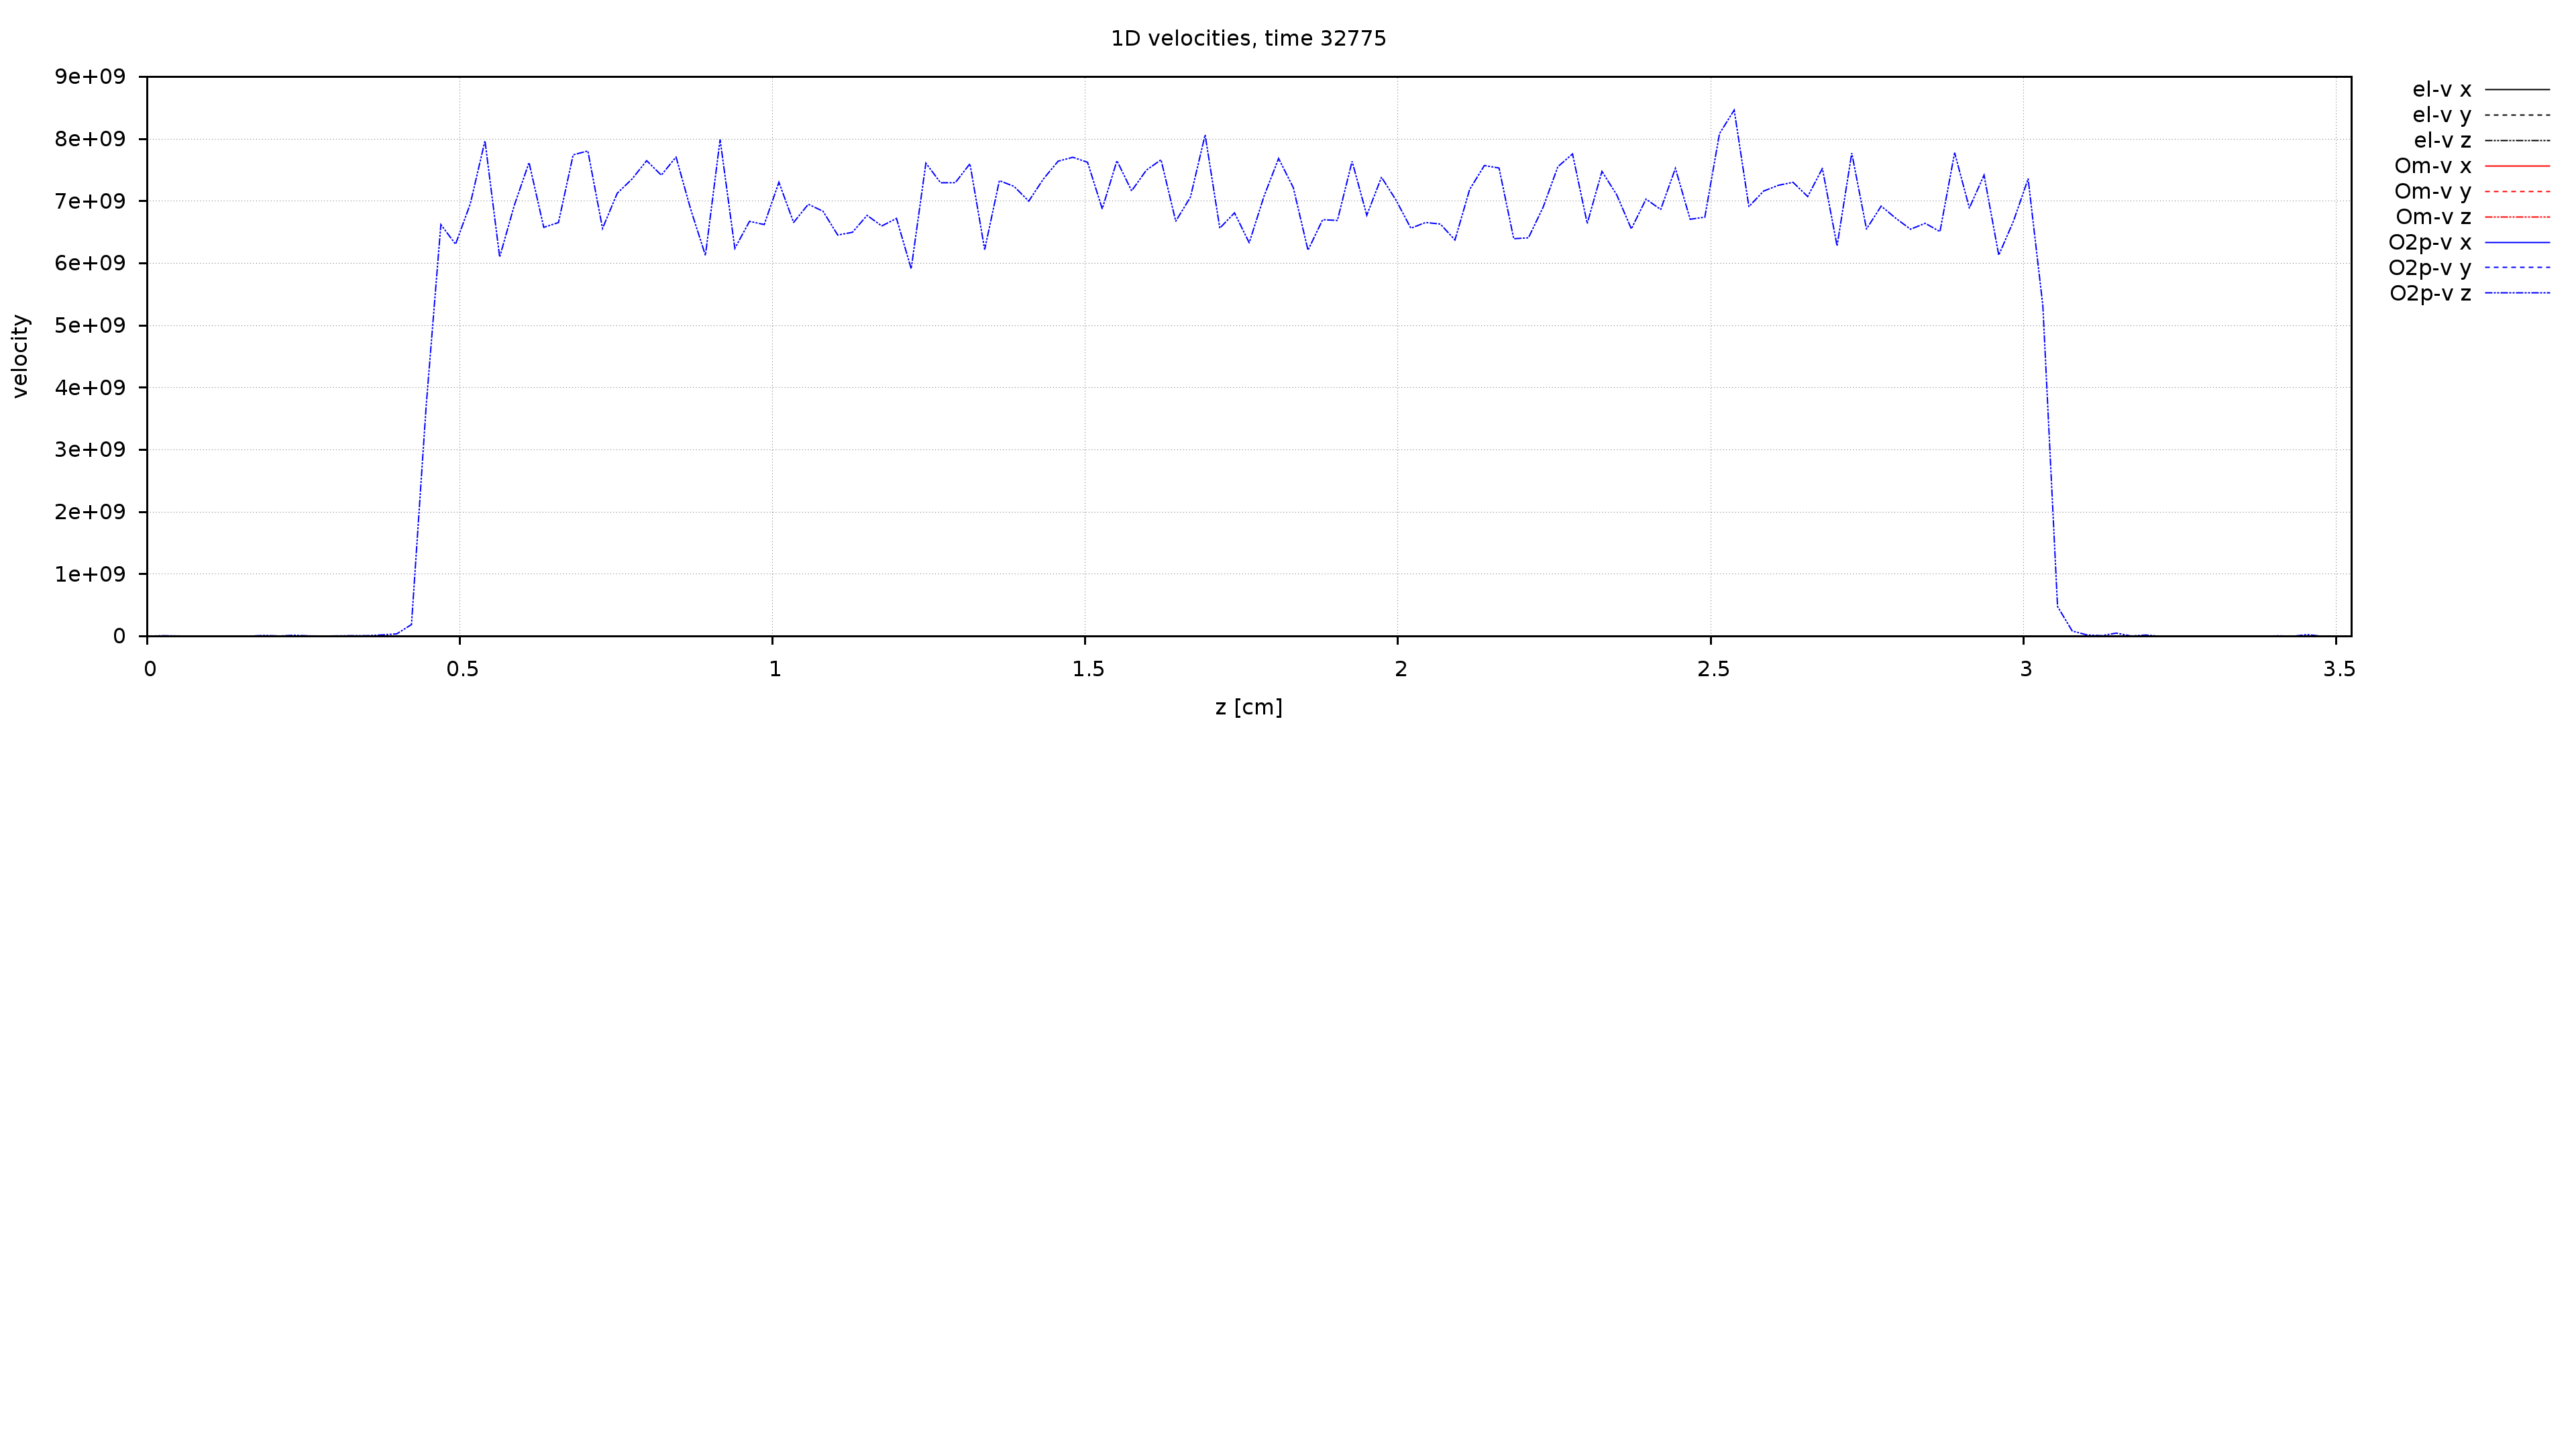 1D velocities, time 32775
9e+09
8e+09
7e+09
6e+09
5e+09
4e+09
3e+09
2e+09
1e+09
0
velocity
0 0.5 1 1.5 2 2.5 3 3.5
z [cm]
el-v x
el-v y
el-v z
Om-v x
Om-v y
Om-v z
O2p-v x
O2p-v y
O2p-v z